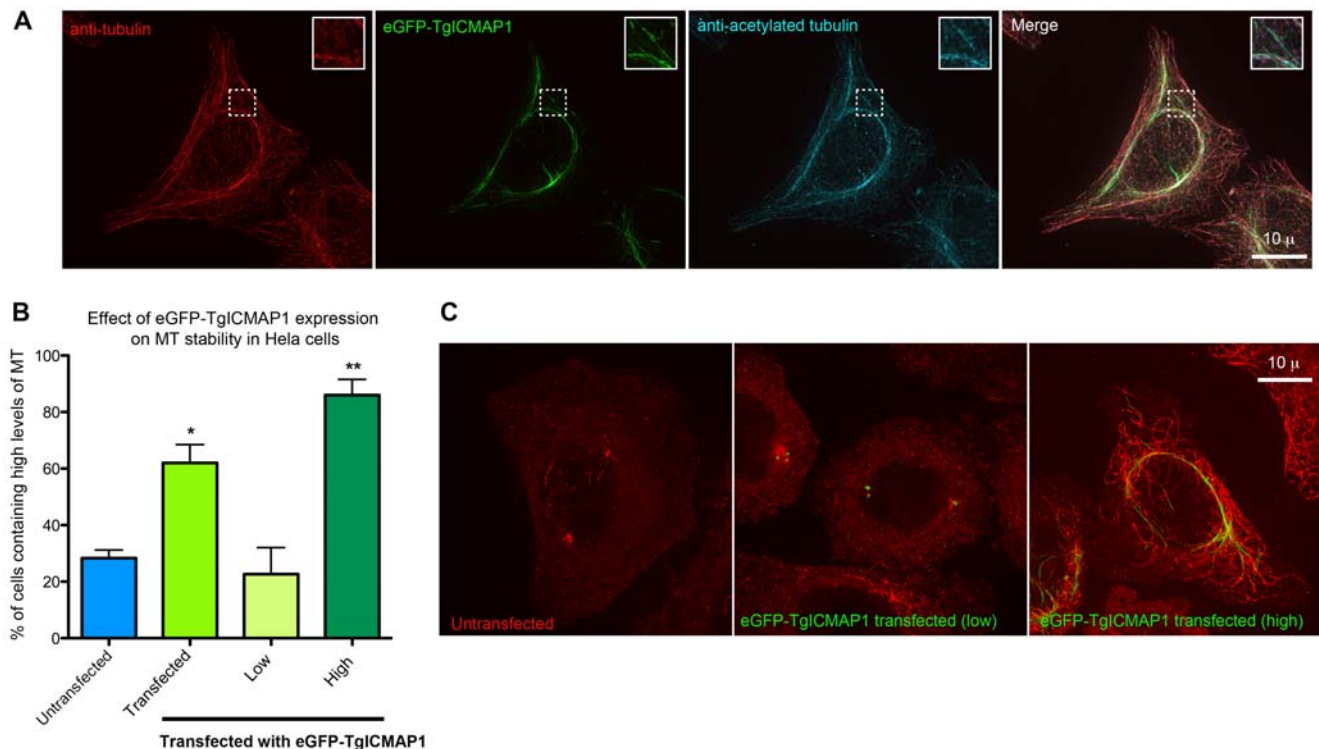 A
anti-tubulin
eGFP-TgICMAP1
anti-acetylated tubulin
Merge
10 μ
B
Effect of eGFP-TgICMAP1 expression
on MT stability in Hela cells
% of cells containing high levels of MT
100
80
60
40
20
0
*
**
Untransfected
Transfected
Low
High
Transfected with eGFP-TgICMAP1
C
10 μ
Untransfected
eGFP-TgICMAP1 transfected (low)
eGFP-TgICMAP1 transfected (high)